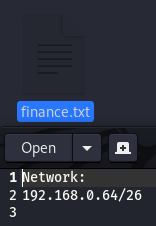 finance.txt
Open
1 Network:
2 192.168.0.64/26
3